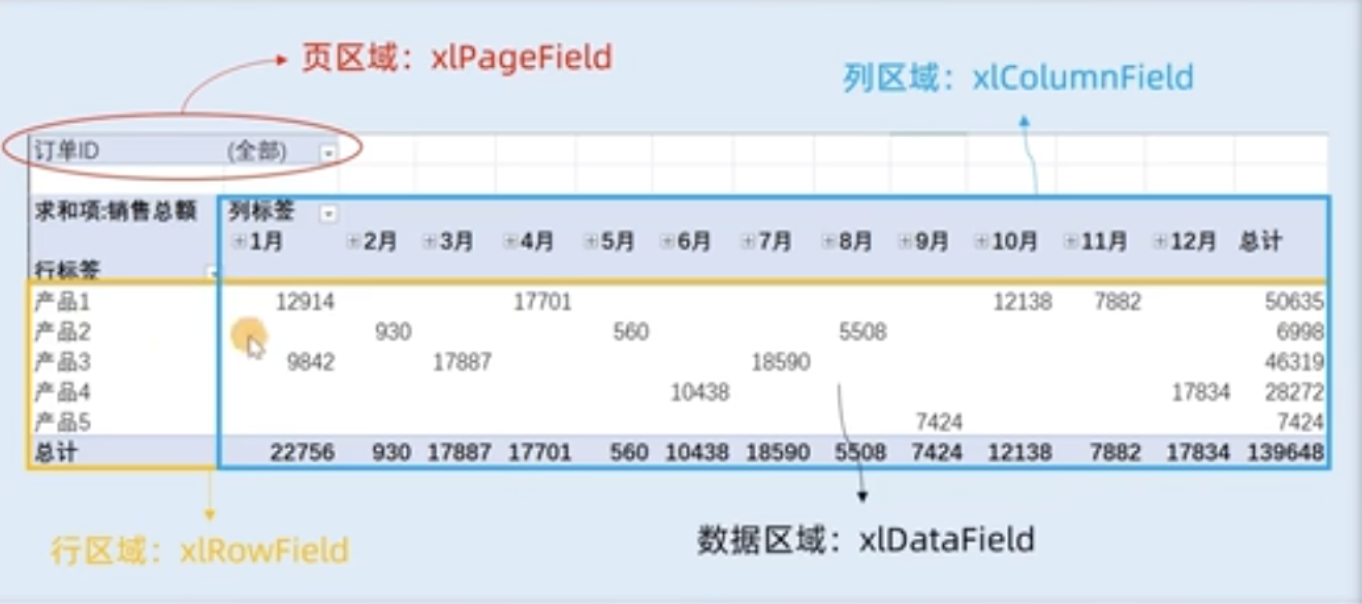 页区域：xlPageField
列区域：xlColumnField
订单ID (全部)
求和项:销售总额 列标签
1月 2月 3月 4月 5月 6月 7月 8月 9月 10月 11月 12月 总计
行标签
产品1 12914 17701 12138 7882 50635
产品2 930 560 5508 6998
产品3 9842 17887 18590 46319
产品4 10438 17834 28272
产品5 7424 7424
总计 22756 930 17887 17701 560 10438 18590 5508 7424 12138 7882 17834 139648
行区域：xlRowField
数据区域：xlDataField